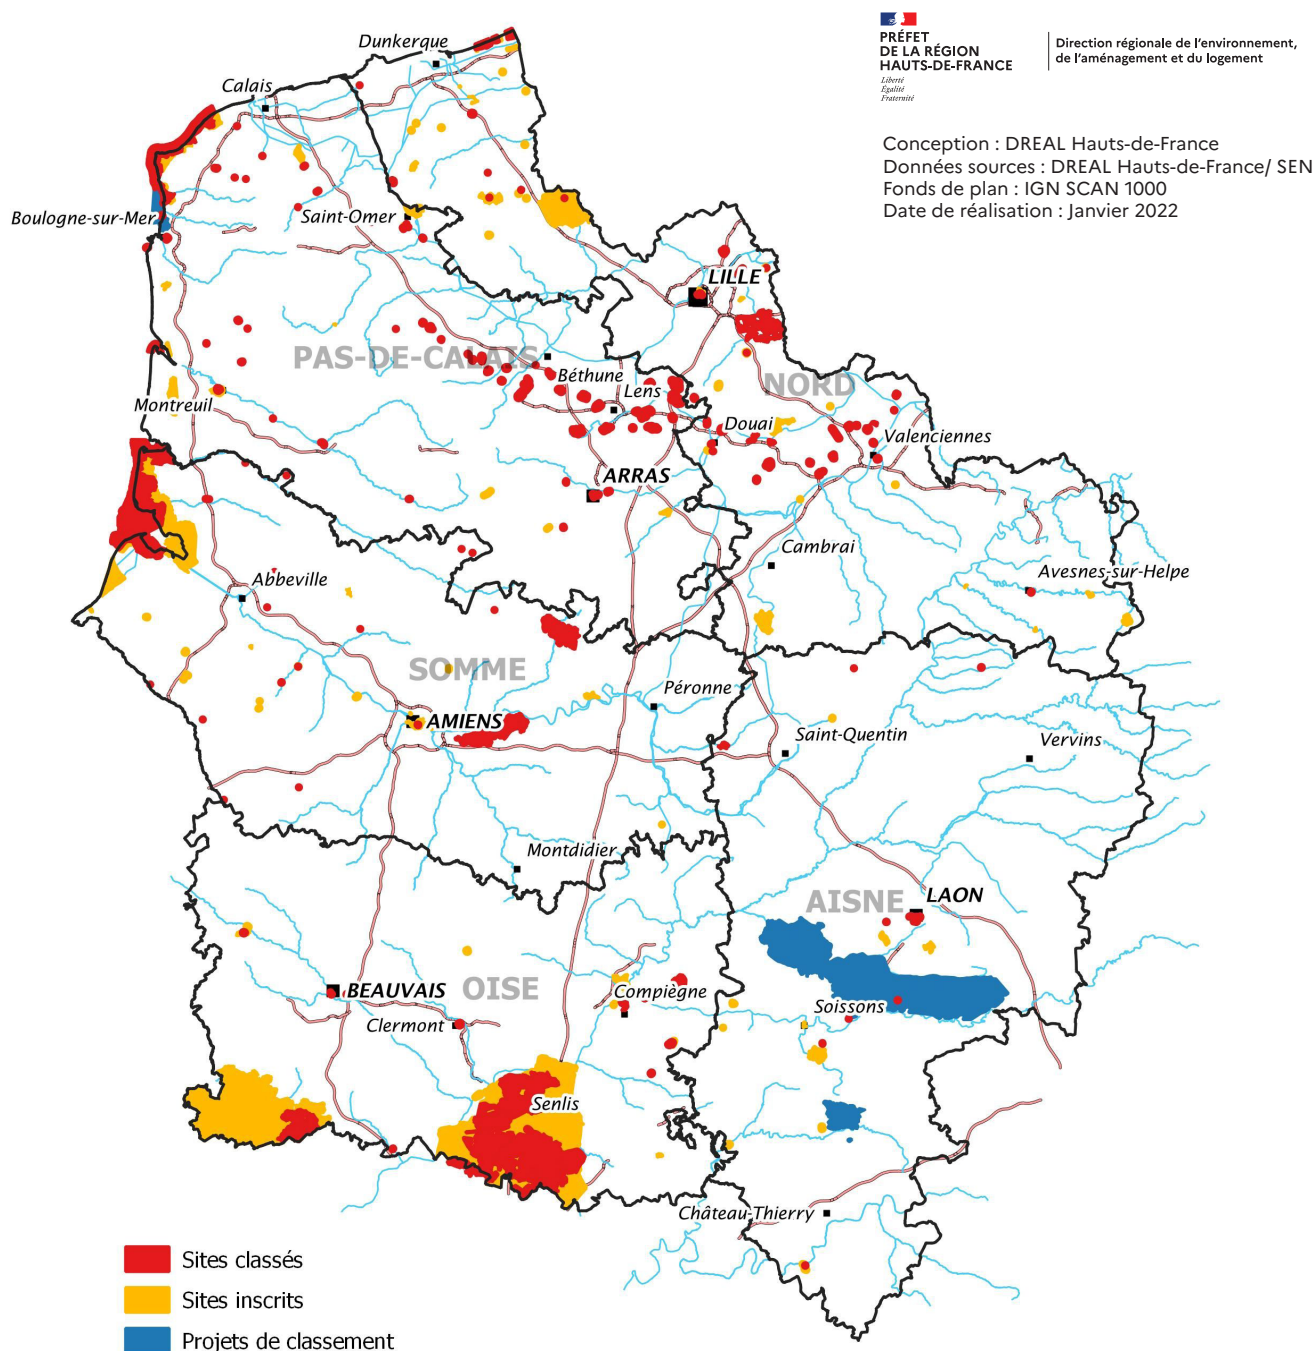 PRÉFET
DE LA RÉGION
HAUTS-DE-FRANCE
Liberté
Égalité
Fraternité
Direction régionale de l'environnement,
de l'aménagement et du logement
Conception : DREAL Hauts-de-France
Données sources : DREAL Hauts-de-France/ SEN
Fonds de plan : IGN SCAN 1000
Date de réalisation : Janvier 2022
Dunkerque
Calais
Boulogne-sur-Mer
Saint-Omer
LILLE
PAS-DE-CALAIS
Béthune
NORD
Lens
Montreuil
Douai
Valenciennes
ARRAS
Cambrai
Abbeville
Avesnes-sur-Helpe
SOMME
Péronne
AMIENS
Saint-Quentin
Vervins
Montdidier
AISNE
LAON
BEAUVAIS
OISE
Compiègne
Soissons
Clermont
Senlis
Château-Thierry
Sites classés
Sites inscrits
Projets de classement